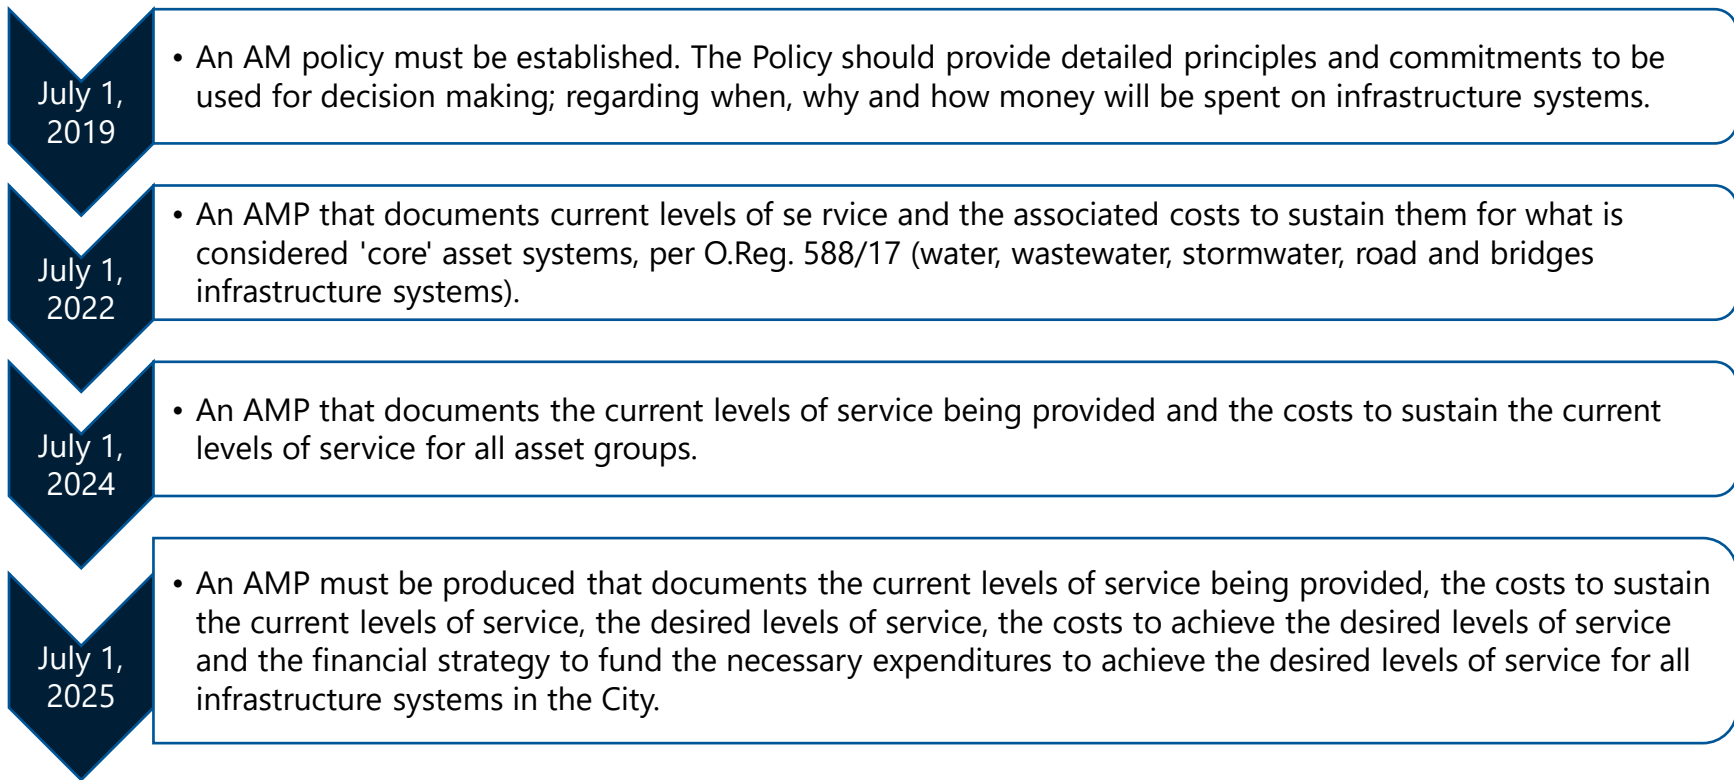 July 1,
2019
• An AM policy must be established. The Policy should provide detailed principles and commitments to be
used for decision making; regarding when, why and how money will be spent on infrastructure systems.
July 1,
2022
• An AMP that documents current levels of se rvice and the associated costs to sustain them for what is
considered 'core' asset systems, per O.Reg. 588/17 (water, wastewater, stormwater, road and bridges
infrastructure systems).
July 1,
2024
• An AMP that documents the current levels of service being provided and the costs to sustain the current
levels of service for all asset groups.
July 1,
2025
• An AMP must be produced that documents the current levels of service being provided, the costs to sustain
the current levels of service, the desired levels of service, the costs to achieve the desired levels of service
and the financial strategy to fund the necessary expenditures to achieve the desired levels of service for all
infrastructure systems in the City.